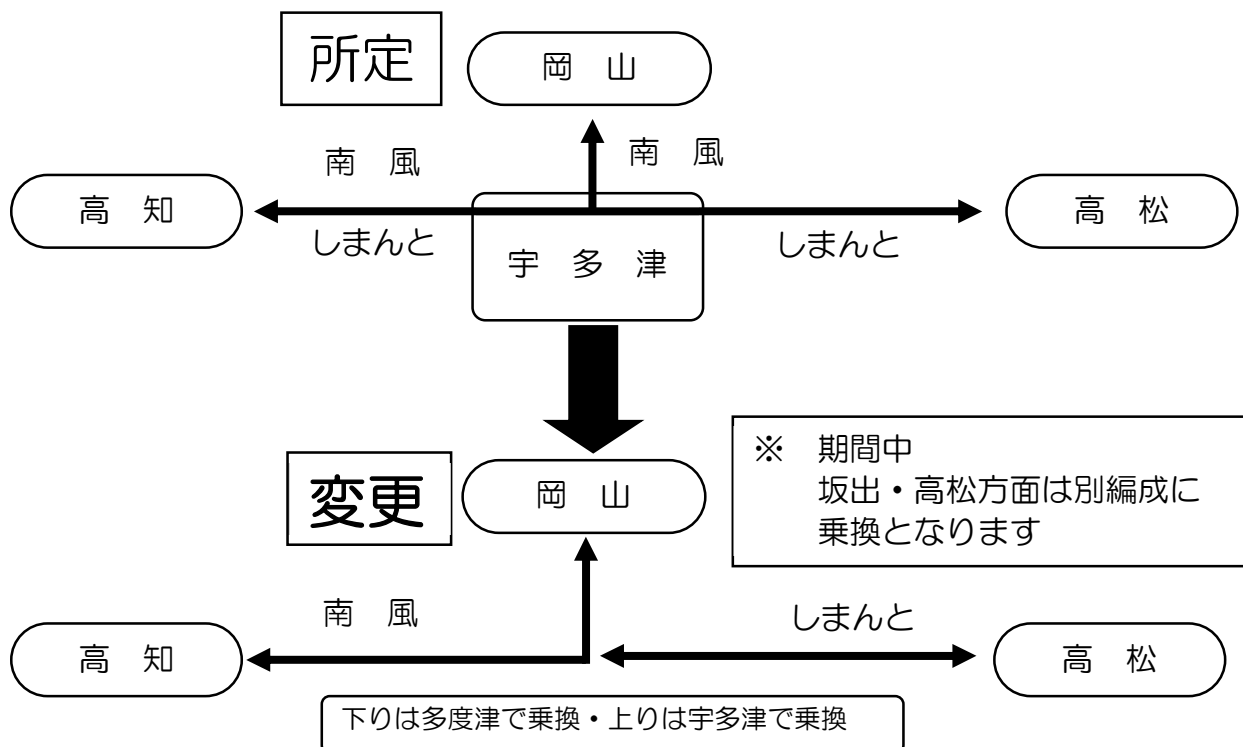 所定
岡 山
南 風
南 風
高 知
高 松
しまんと
しまんと
宇 多 津
変更
岡 山
※ 期間中
坂出・高松方面は別編成に
乗換となります
南 風
しまんと
高 知
高 松
下りは多度津で乗換・上りは宇多津で乗換